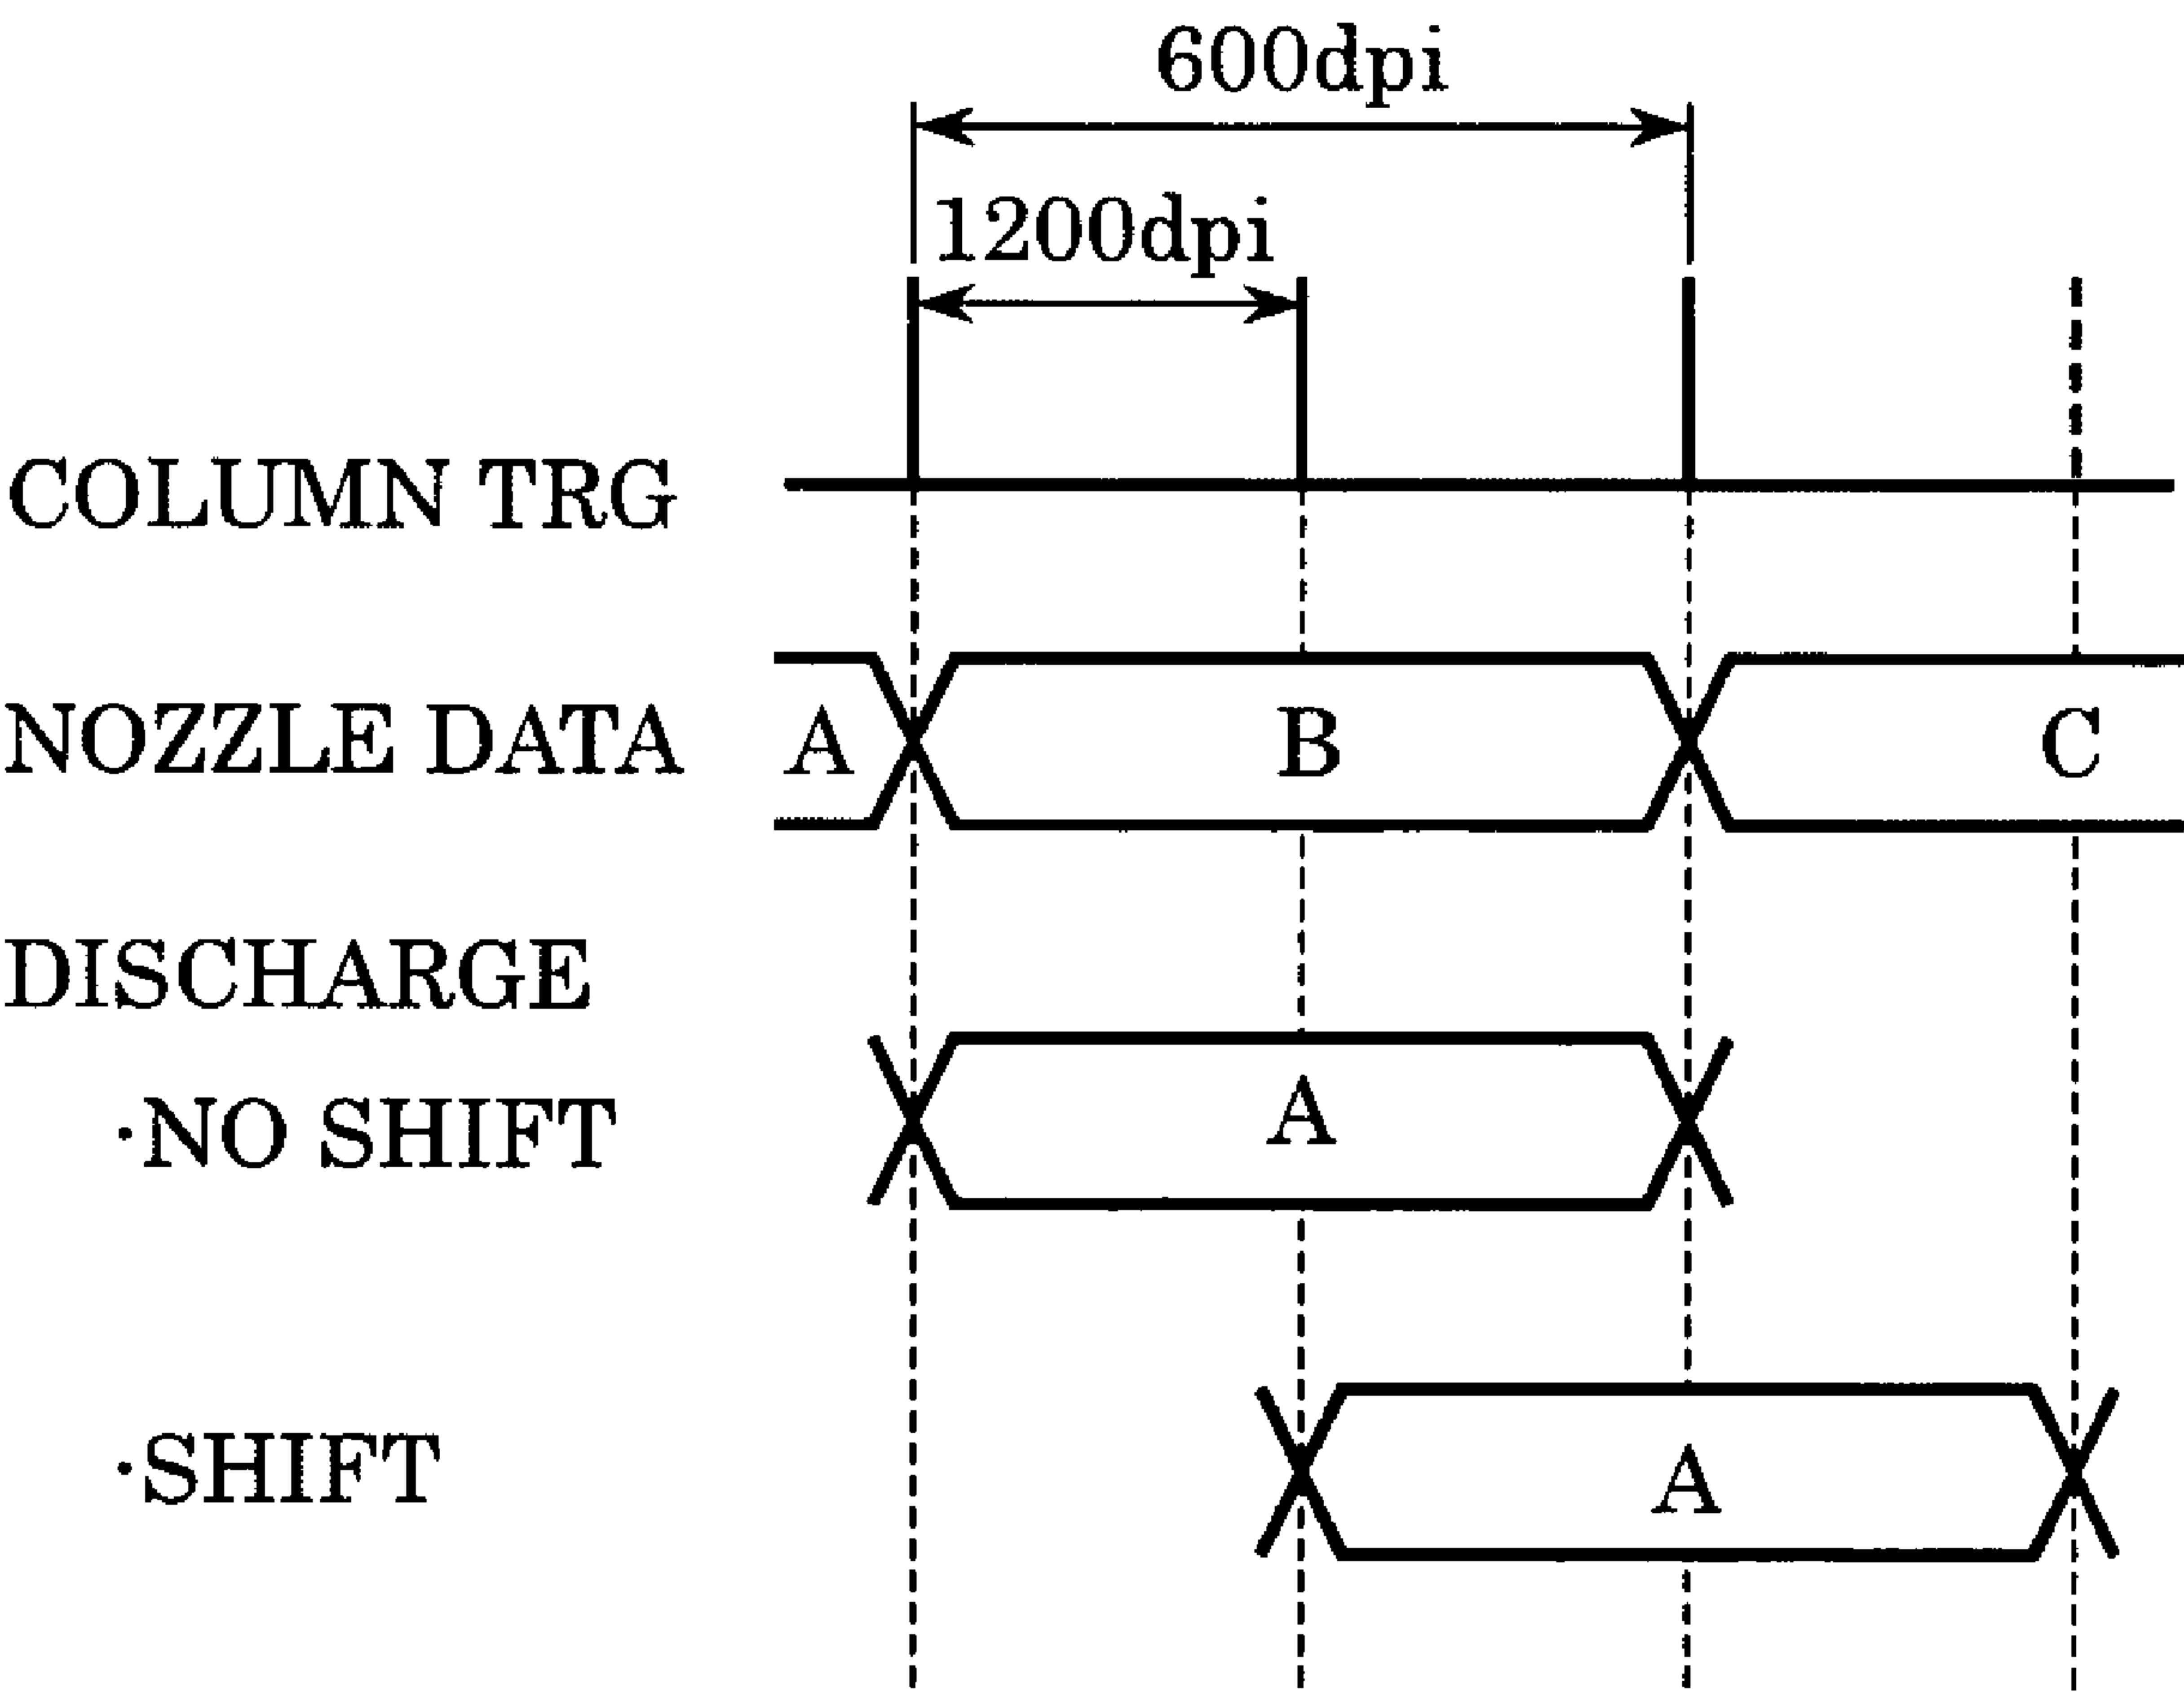 600dpi
1200dpi
COLUMN TRG
NOZZLE DATA A B C
DISCHARGE
·NO SHIFT A
·SHIFT A